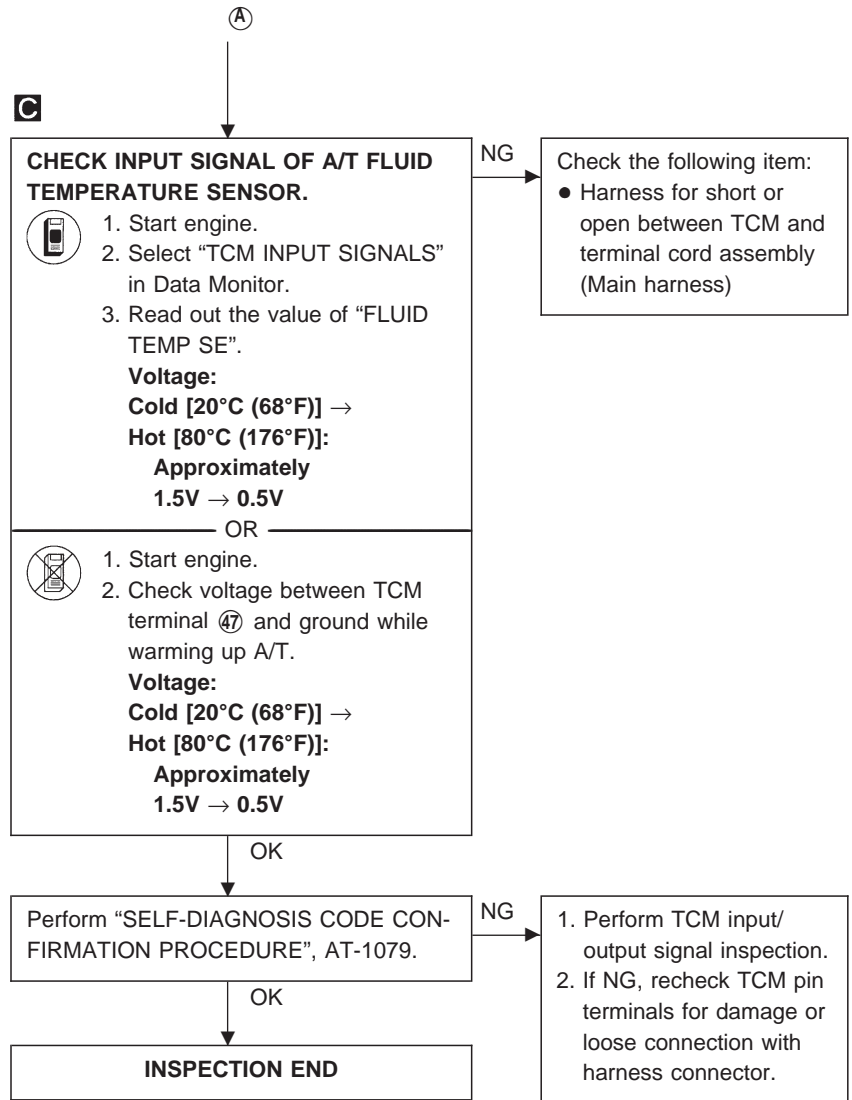 A
C
CHECK INPUT SIGNAL OF A/T FLUID
TEMPERATURE SENSOR.
1. Start engine.
2. Select “TCM INPUT SIGNALS”
in Data Monitor.
3. Read out the value of “FLUID
TEMP SE”.
Voltage:
Cold [20°C (68°F)] →
Hot [80°C (176°F)]:
Approximately
1.5V → 0.5V
NG
Check the following item:
● Harness for short or
open between TCM and
terminal cord assembly
(Main harness)
OR
1. Start engine.
2. Check voltage between TCM
terminal 47 and ground while
warming up A/T.
Voltage:
Cold [20°C (68°F)] →
Hot [80°C (176°F)]:
Approximately
1.5V → 0.5V
OK
Perform “SELF-DIAGNOSIS CODE CON-
FIRMATION PROCEDURE”, AT-1079.
NG
1. Perform TCM input/
output signal inspection.
2. If NG, recheck TCM pin
terminals for damage or
loose connection with
harness connector.
OK
INSPECTION END